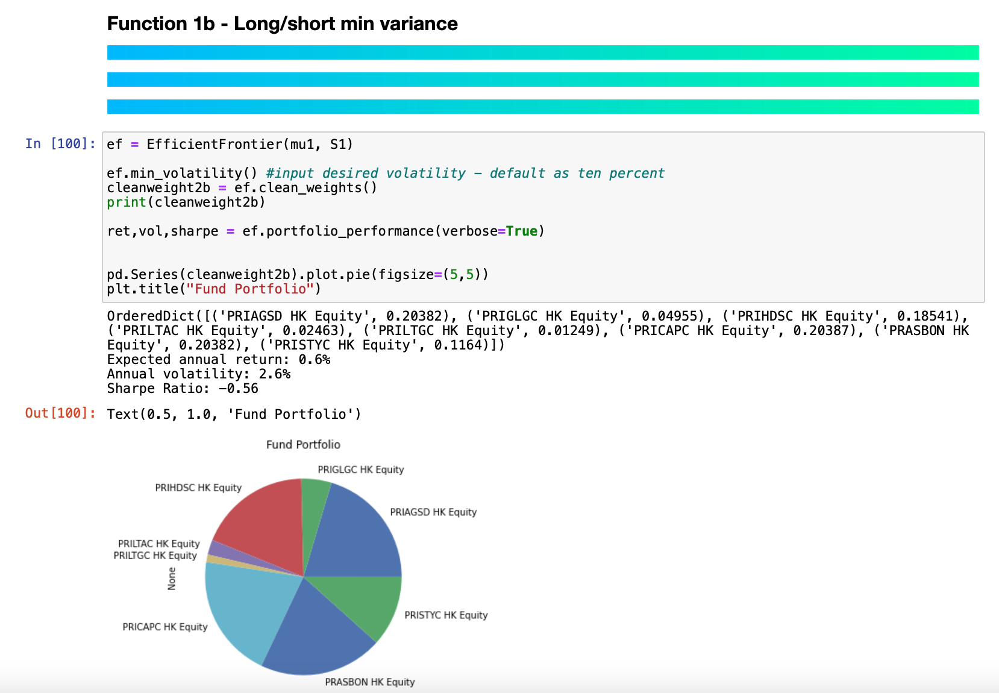 Function 1b - Long/short min variance
In [100]:
ef = EfficientFrontier(mu1, S1)
ef.min_volatility() #input desired volatility – default as ten percent
cleanweight2b = ef.clean_weights()
print(cleanweight2b)
ret,vol,sharpe = ef.portfolio_performance(verbose=True)
pd.Series(cleanweight2b).plot.pie(figsize=(5,5))
plt.title("Fund Portfolio")
OrderedDict([('PRIAGSD HK Equity', 0.20382), ('PRIGLGC HK Equity', 0.04955), ('PRIHDSC HK Equity', 0.18541),
('PRILTAC HK Equity', 0.02463), ('PRILTGC HK Equity', 0.01249), ('PRICAPC HK Equity', 0.20387), ('PRASBON HK
Equity', 0.20382), ('PRISTYC HK Equity', 0.1164)])
Expected annual return: 0.6%
Annual volatility: 2.6%
Sharpe Ratio: -0.56
Out[100]:
Text(0.5, 1.0, 'Fund Portfolio')
Fund Portfolio
PRIGLGC HK Equity
PRIHDSC HK Equity
PRIAGSD HK Equity
PRILTAC HK Equity
PRILTGC HK Equity
None
PRISTYC HK Equity
PRICAPC HK Equity
PRASBON HK Equity